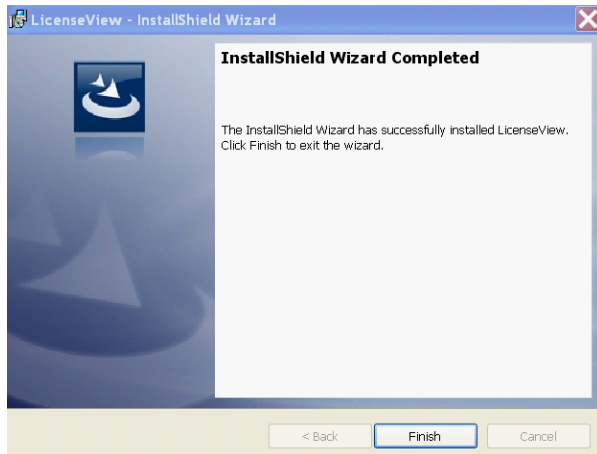 LicenseView - InstallShield Wizard
InstallShield Wizard Completed
The InstallShield Wizard has successfully installed LicenseView.
Click Finish to exit the wizard.
< Back
Finish
Cancel